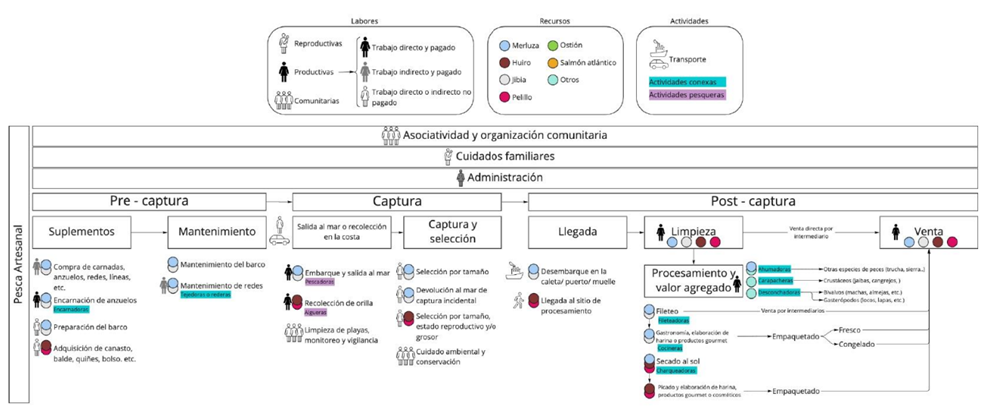 Labores
Reproductivas
Productivas
Comunitarias
Trabajo directo y pagado
Trabajo indirecto y pagado
Trabajo directo o indirecto no
pagado
Recursos
Merluza
Huiro
Jibia
Pelillo
Ostión
Salmón atlántico
Otros
Actividades
Transporte
Actividades conexas
Actividades pesqueras
Pesca Artesanal
Asociatividad y organización comunitaria
Cuidados familiares
Administración
Pre - captura
Captura
Post - captura
Suplementos
Mantenimiento
Salida al mar o recolección
en la costa
Captura y
selección
Llegada
Limpieza
Venta directa por
intermediario
Venta
Compra de carnadas,
anzuelos, redes, líneas,
etc.
Encarnación de anzuelos
Encarnadoras
Preparación del barco
Adquisición de canasto,
balde, quiñes, bolso. etc.
Mantenimiento del barco
Mantenimiento de redes
Tejedoras o rederas
Embarque y salida al mar
Pescadoras
Recolección de orilla
Algueras
Limpieza de playas,
monitoreo y vigilancia
Selección por tamaño
Devolución al mar de
captura incidental
Selección por tamaño,
estado reproductivo y/o
grosor
Cuidado ambiental y
conservación
Desembarque en la
caleta/ puerto/ muelle
Llegada al sitio de
procesamiento
Procesamiento y
valor agregado
Ahumadoras
Otras especies de peces (trucha, sierra..)
Carapacheras
Crustáceos (jaibas, cangrejos, )
Desconchadoras
Bivalvos (machas, almejas, etc.)
Gasterópodos (locos, lapas, etc.)
Fileteo
Fileteadoras
Venta por intermediarios
Gastronomía, elaboración de
harina o productos gourmet
Cocineras
Empaquetado
Fresco
Congelado
Secado al sol
Charqueadoras
Picado y elaboración de harina,
productos gourmet o cosméticos
Empaquetado